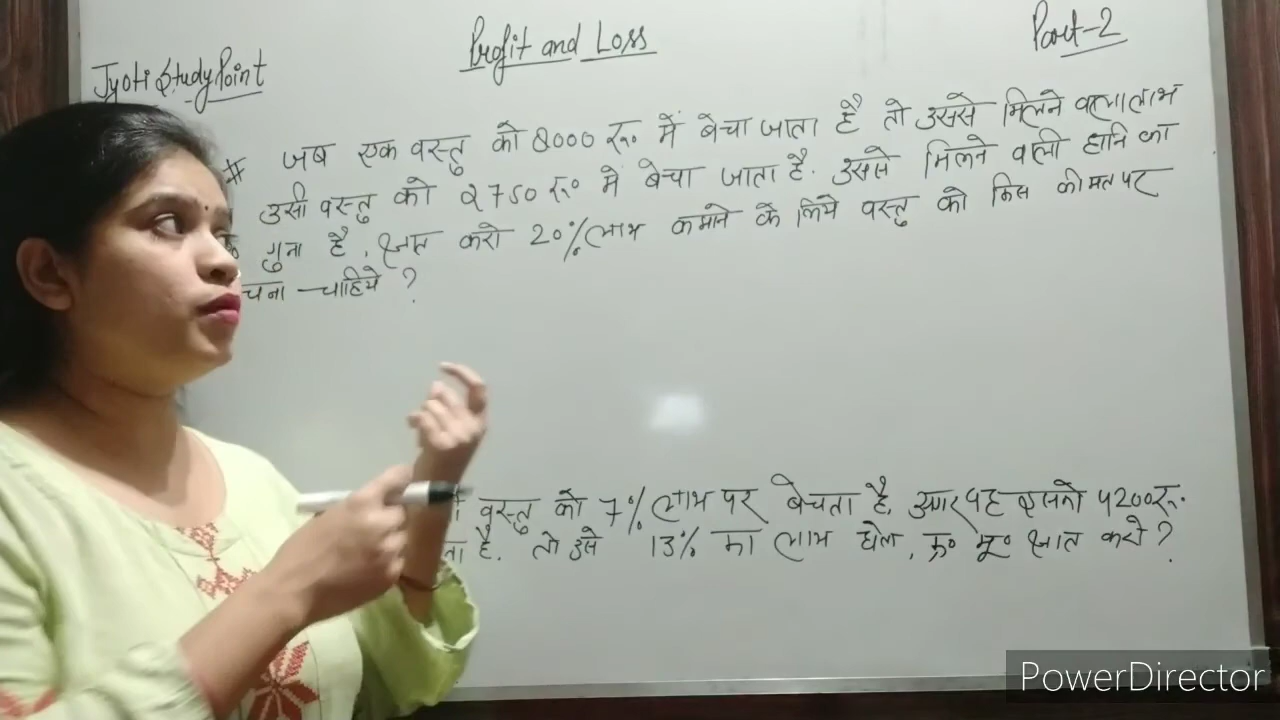 Profit and Loss
Part-2
Jyoti Study Point
# जब एक वस्तु को 8000 रु० में बेचा जाता है तो उससे मिलने वाला लाभ
उसी वस्तु को 2750 रु० में बेचा जाता है. उससे मिलने वाली हानि का
गुना है, ज्ञात करो 20% लाभ कमाने के लिये वस्तु को किस कीमत पर
चना चाहिये ?
वस्तु को 7% लाभ पर बेचता है, अगर यह इसको 4200 रु०
है. तो उसे 13% का लाभ होता, क्र० मू० ज्ञात करो ?
PowerDirector